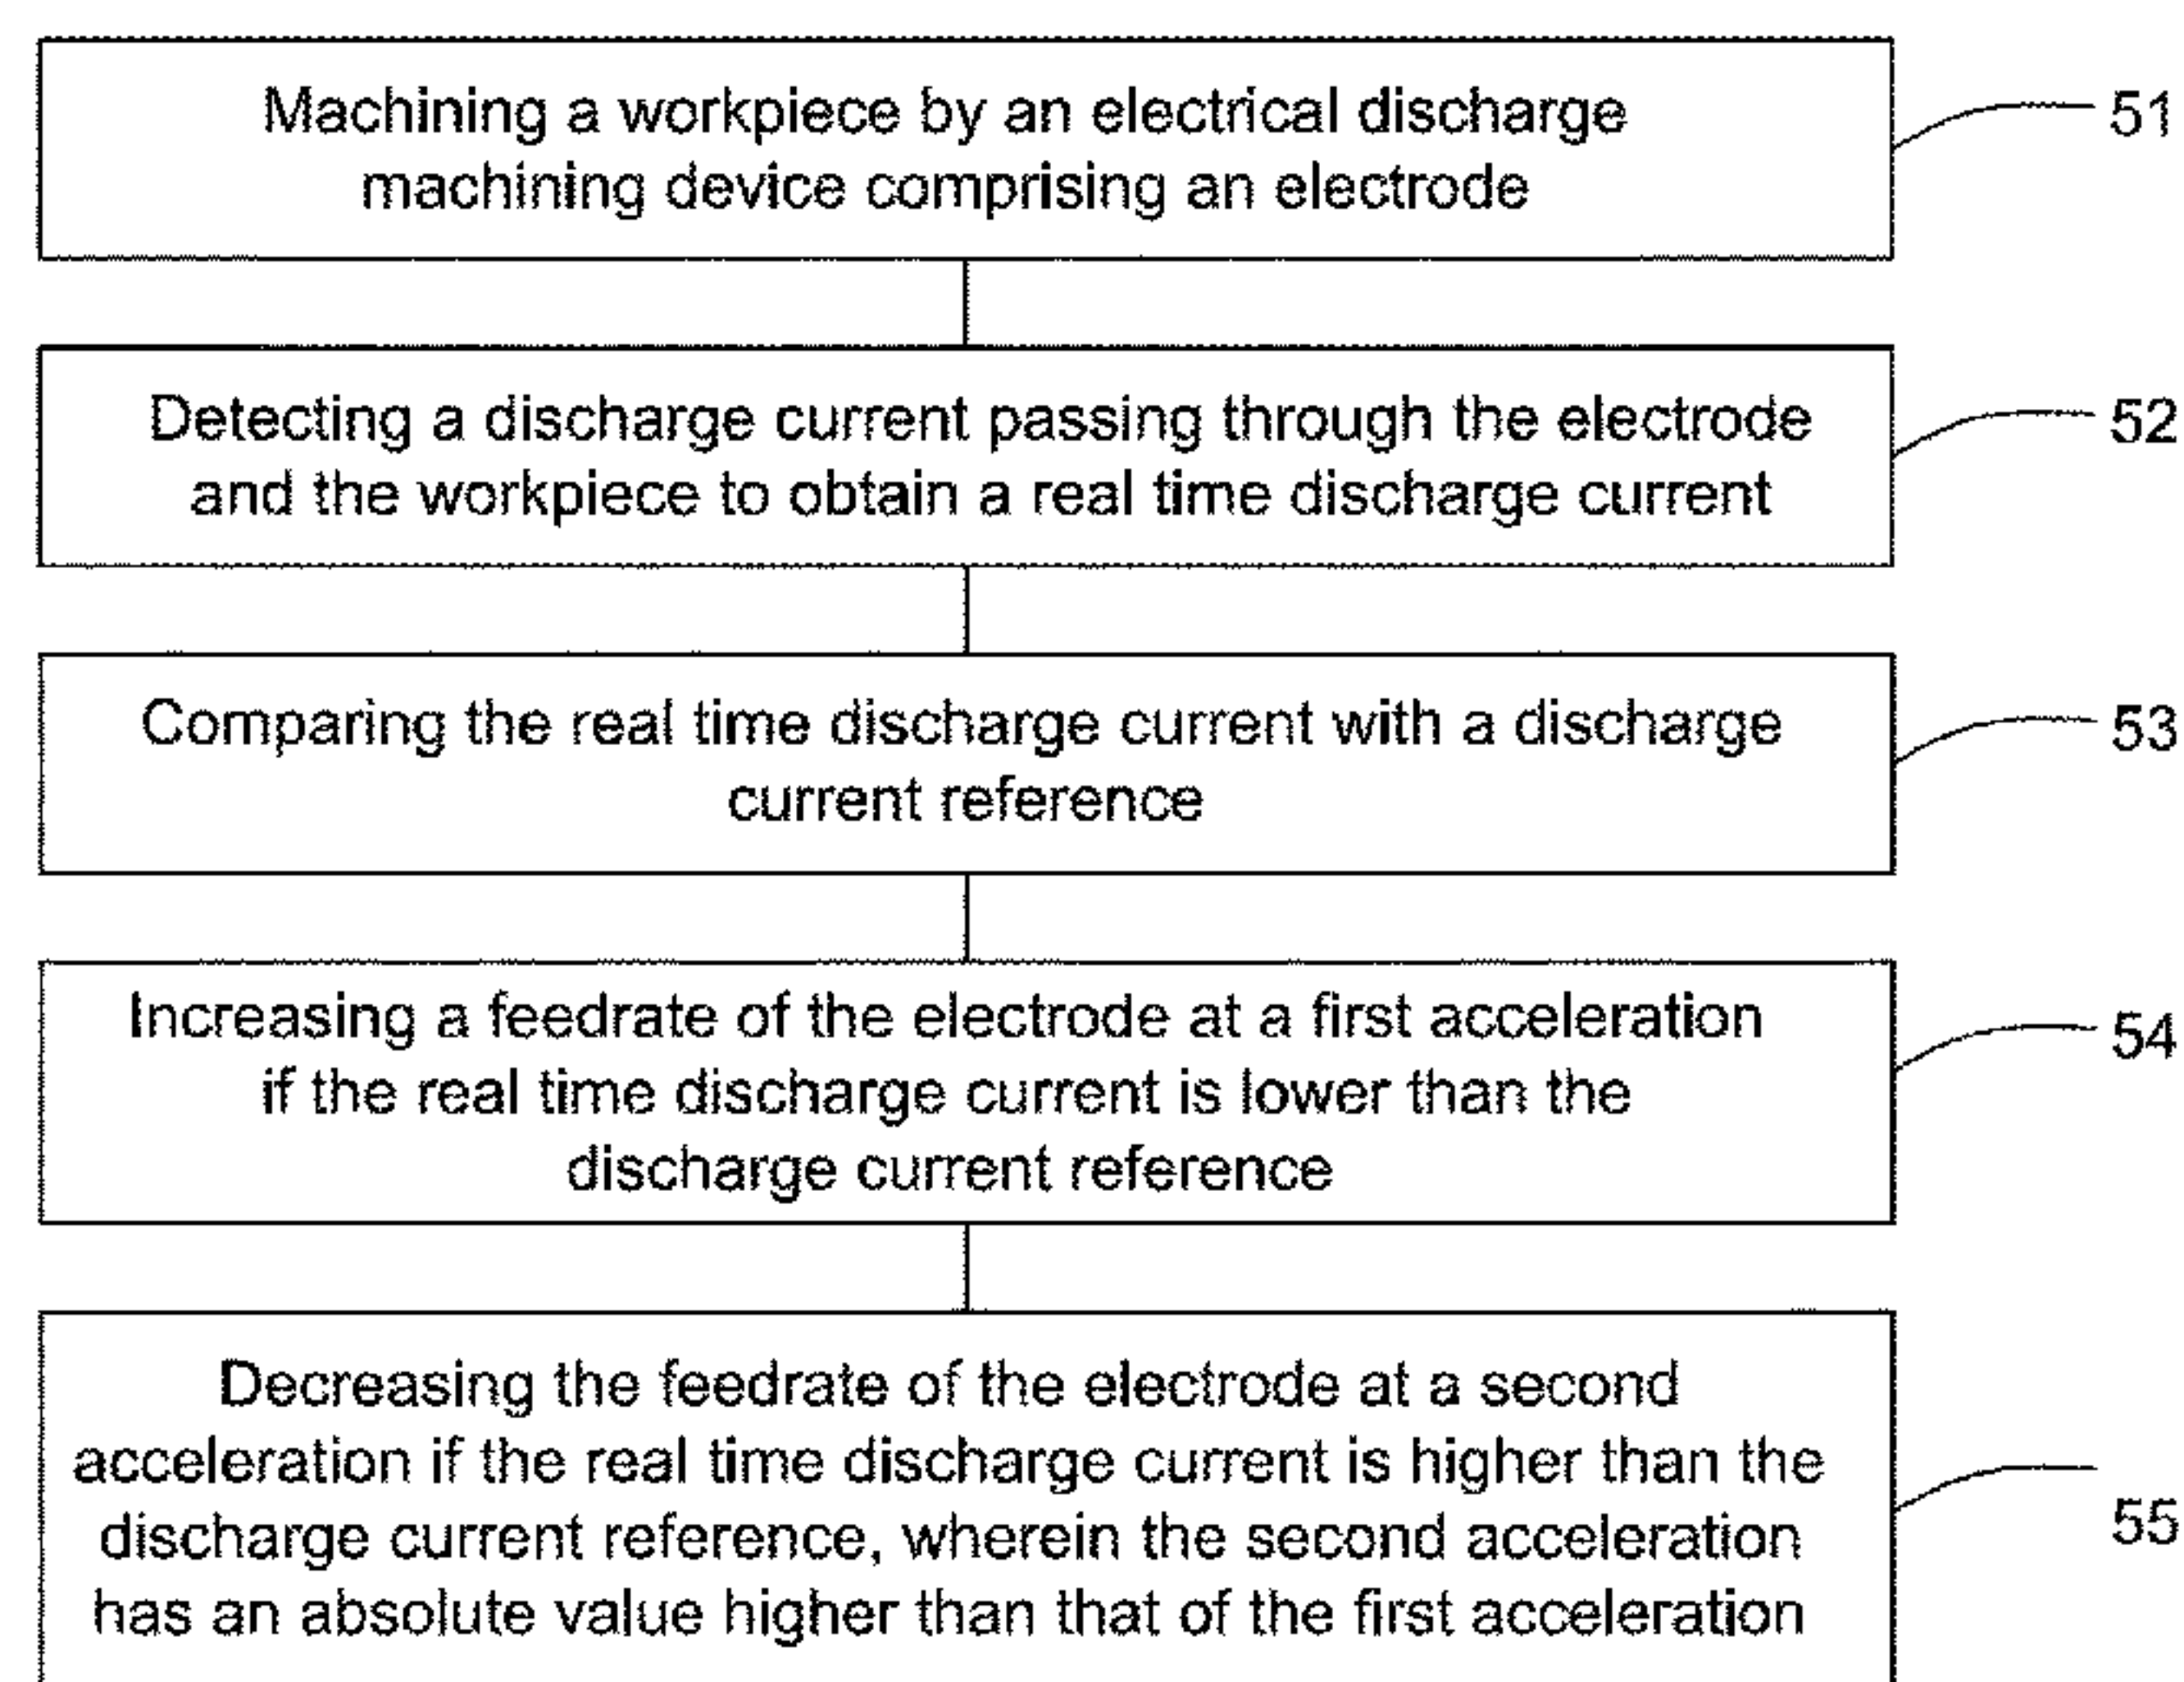 Machining a workpiece by an electrical discharge
machining device comprising an electrode
51
Detecting a discharge current passing through the electrode
and the workpiece to obtain a real time discharge current
52
Comparing the real time discharge current with a discharge
current reference
53
Increasing a feedrate of the electrode at a first acceleration
if the real time discharge current is lower than the
discharge current reference
54
Decreasing the feedrate of the electrode at a second
acceleration if the real time discharge current is higher than the
discharge current reference, wherein the second acceleration
has an absolute value higher than that of the first acceleration
55